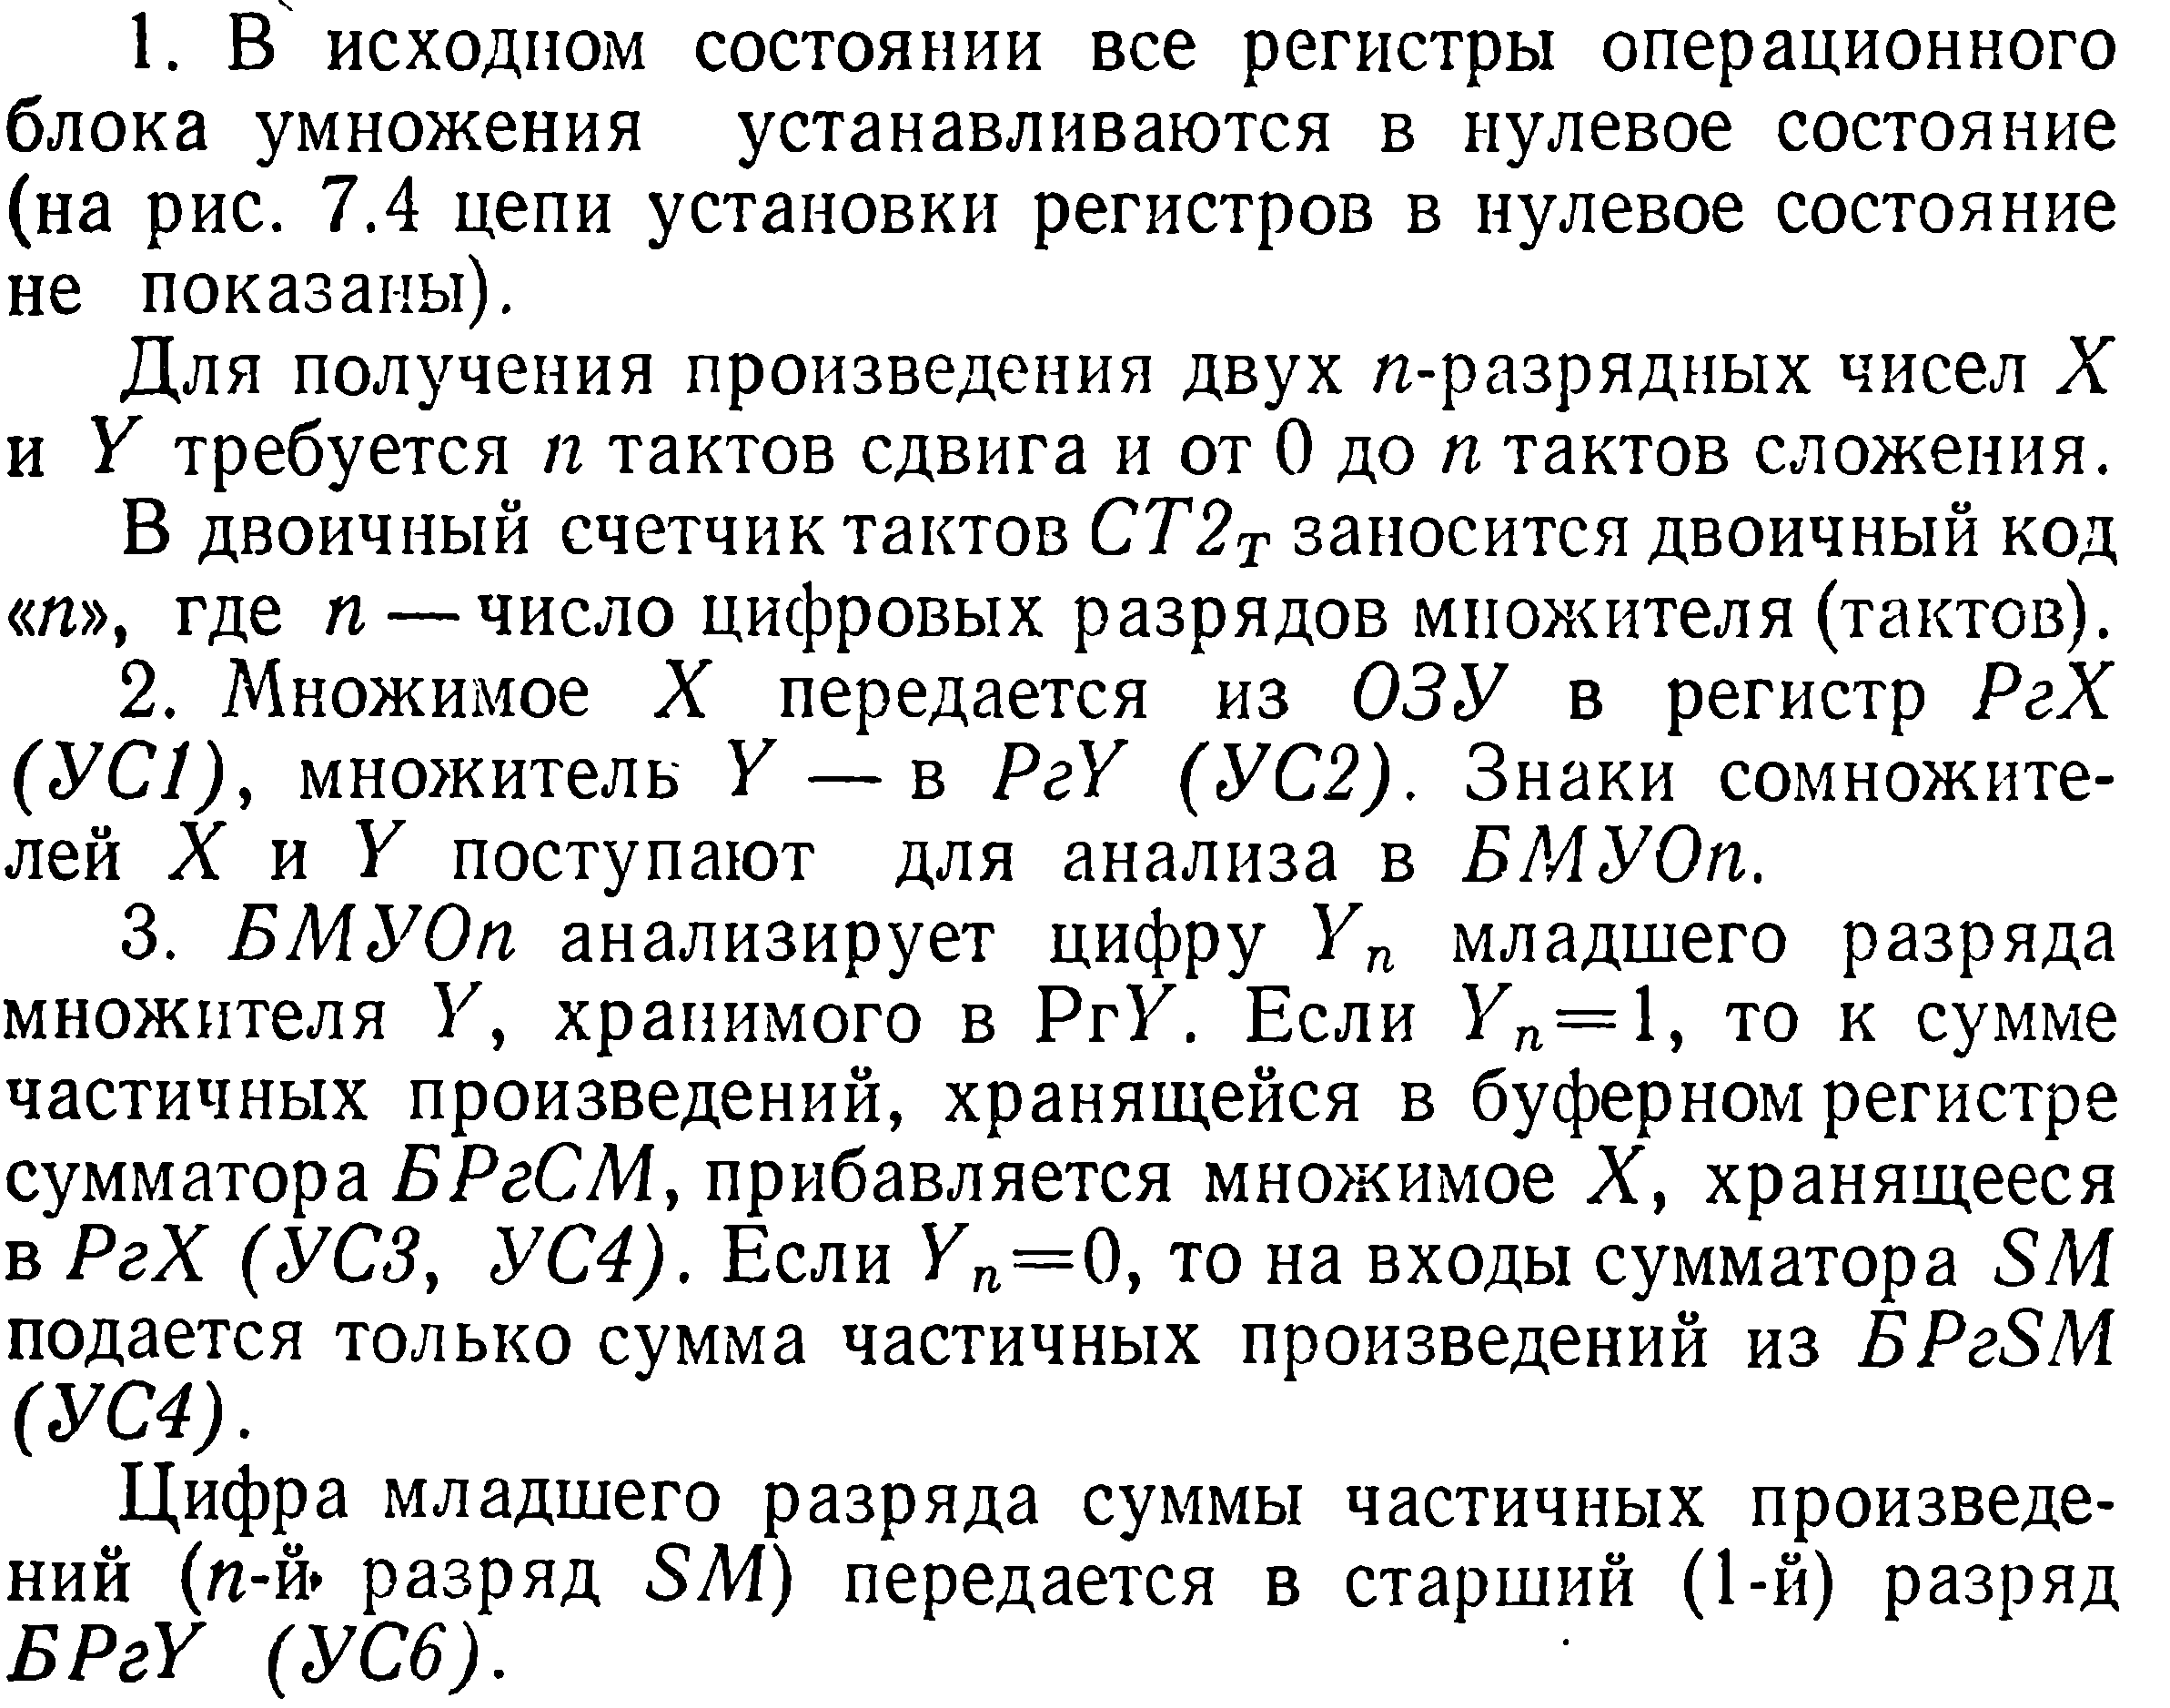 1. В исходном состоянии все регистры операционного
блока умножения устанавливаются в нулевое состояние
(на рис. 7.4 цепи установки регистров в нулевое состояние
не показаны).
Для получения произведения двух n-разрядных чисел X
и Y требуется n тактов сдвига и от 0 до n тактов сложения.
В двоичный счетчик тактов СТ2т заносится двоичный код
«n», где n — число цифровых разрядов множителя (тактов).
2. Множимое X передается из ОЗУ в регистр РгХ
(УС1), множитель Y — в РгY (УС2). Знаки сомножите-
лей X и Y поступают для анализа в БМУОп.
3. БМУОп анализирует цифру Yn младшего разряда
множителя Y, хранимого в РгY. Если Yn=1, то к сумме
частичных произведений, хранящейся в буферном регистре
сумматора БРгСМ, прибавляется множимое X, хранящееся
в РгХ (УС3, УС4). Если Yn=0, то на входы сумматора SM
подается только сумма частичных произведений из БРгSM
(УС4).
Цифра младшего разряда суммы частичных произведе-
ний (n-й разряд SM) передается в старший (1-й) разряд
БРгY (УС6).